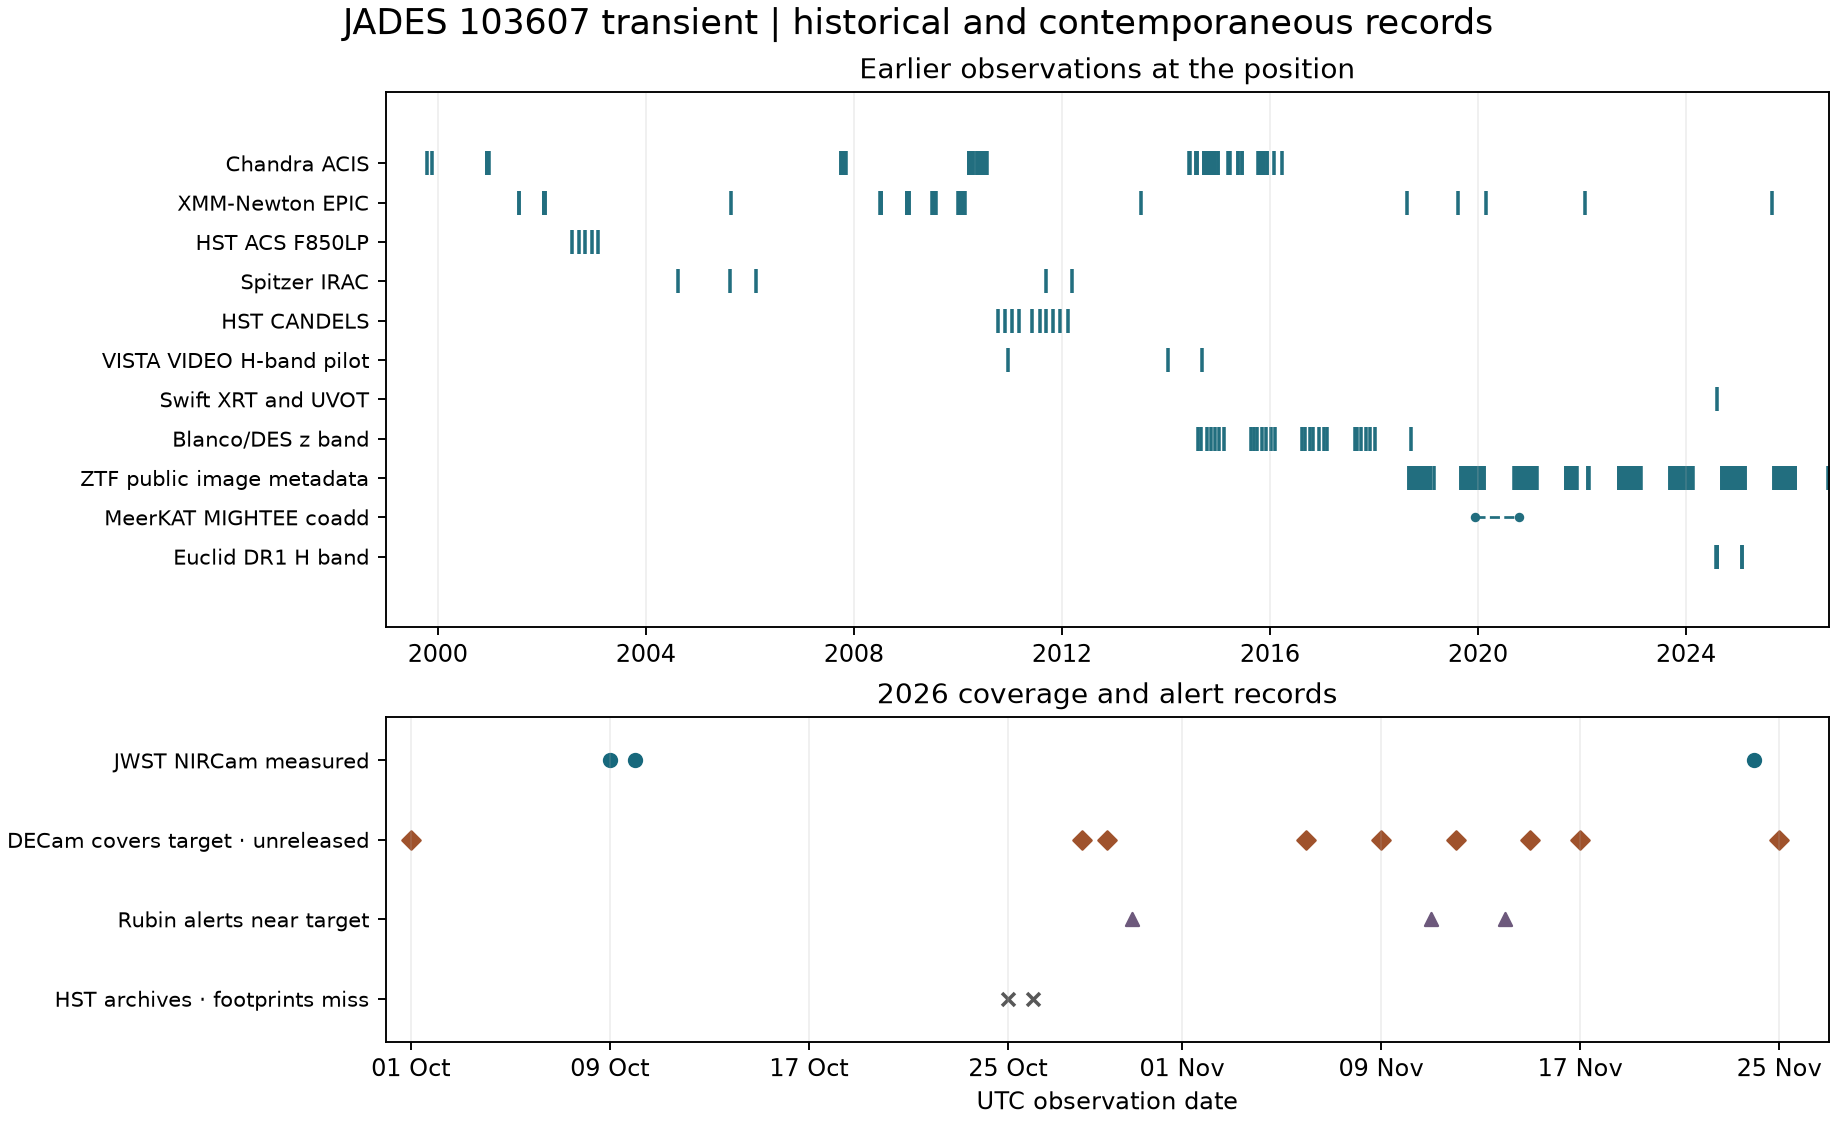 JADES 103607 transient | historical and contemporaneous records
Earlier observations at the position
Chandra ACIS
XMM-Newton EPIC
HST ACS F850LP
Spitzer IRAC
HST CANDELS
VISTA VIDEO H-band pilot
Swift XRT and UVOT
Blanco/DES z band
ZTF public image metadata
MeerKAT MIGHTEE coadd
Euclid DR1 H band
2000 2004 2008 2012 2016 2020 2024
2026 coverage and alert records
JWST NIRCam measured
DECam covers target · unreleased
Rubin alerts near target
HST archives · footprints miss
01 Oct 09 Oct 17 Oct 25 Oct 01 Nov 09 Nov 17 Nov 25 Nov
UTC observation date